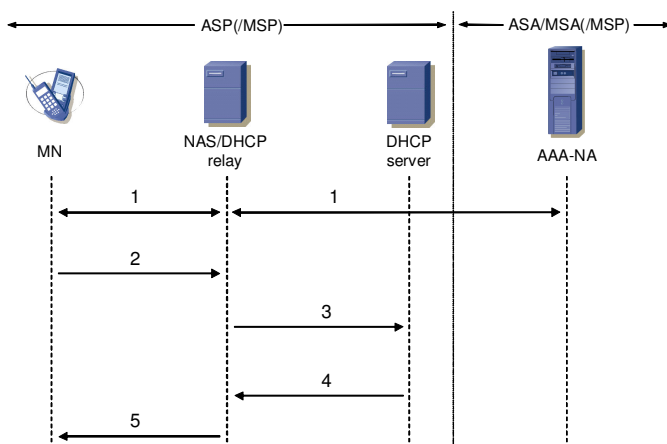 ASP(/MSP)
ASA/MSA(/MSP)
MN
NAS/DHCP
relay
DHCP
server
AAA-NA
1
1
2
3
4
5